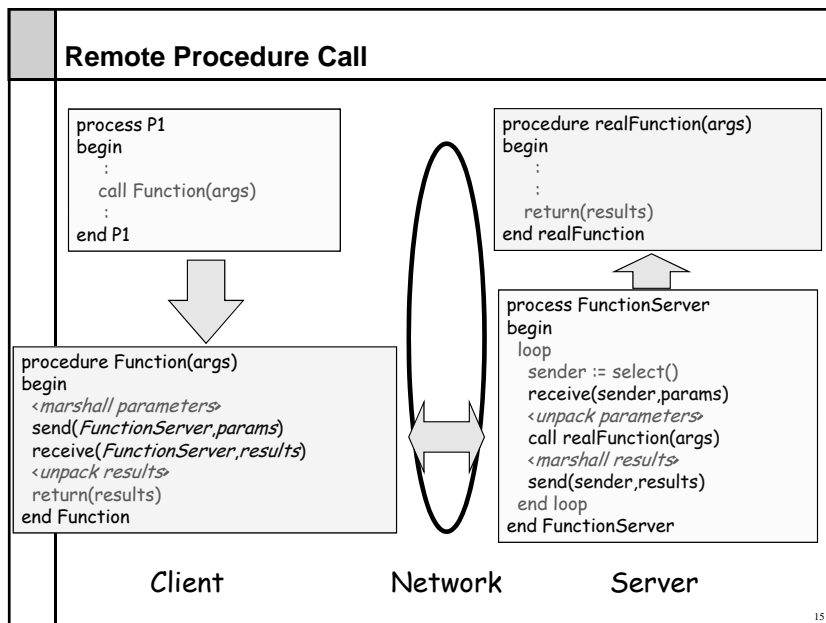 Remote Procedure Call
process P1
begin
:
call Function(args)
:
end P1
procedure Function(args)
begin
<marshall parameters>
send(FunctionServer,params)
receive(FunctionServer,results)
<unpack results>
return(results)
end Function
procedure realFunction(args)
begin
:
:
return(results)
end realFunction
process FunctionServer
begin
loop
sender := select()
receive(sender,params)
<unpack parameters>
call realFunction(args)
<marshall results>
send(sender,results)
end loop
end FunctionServer
Client
Network
Server
15